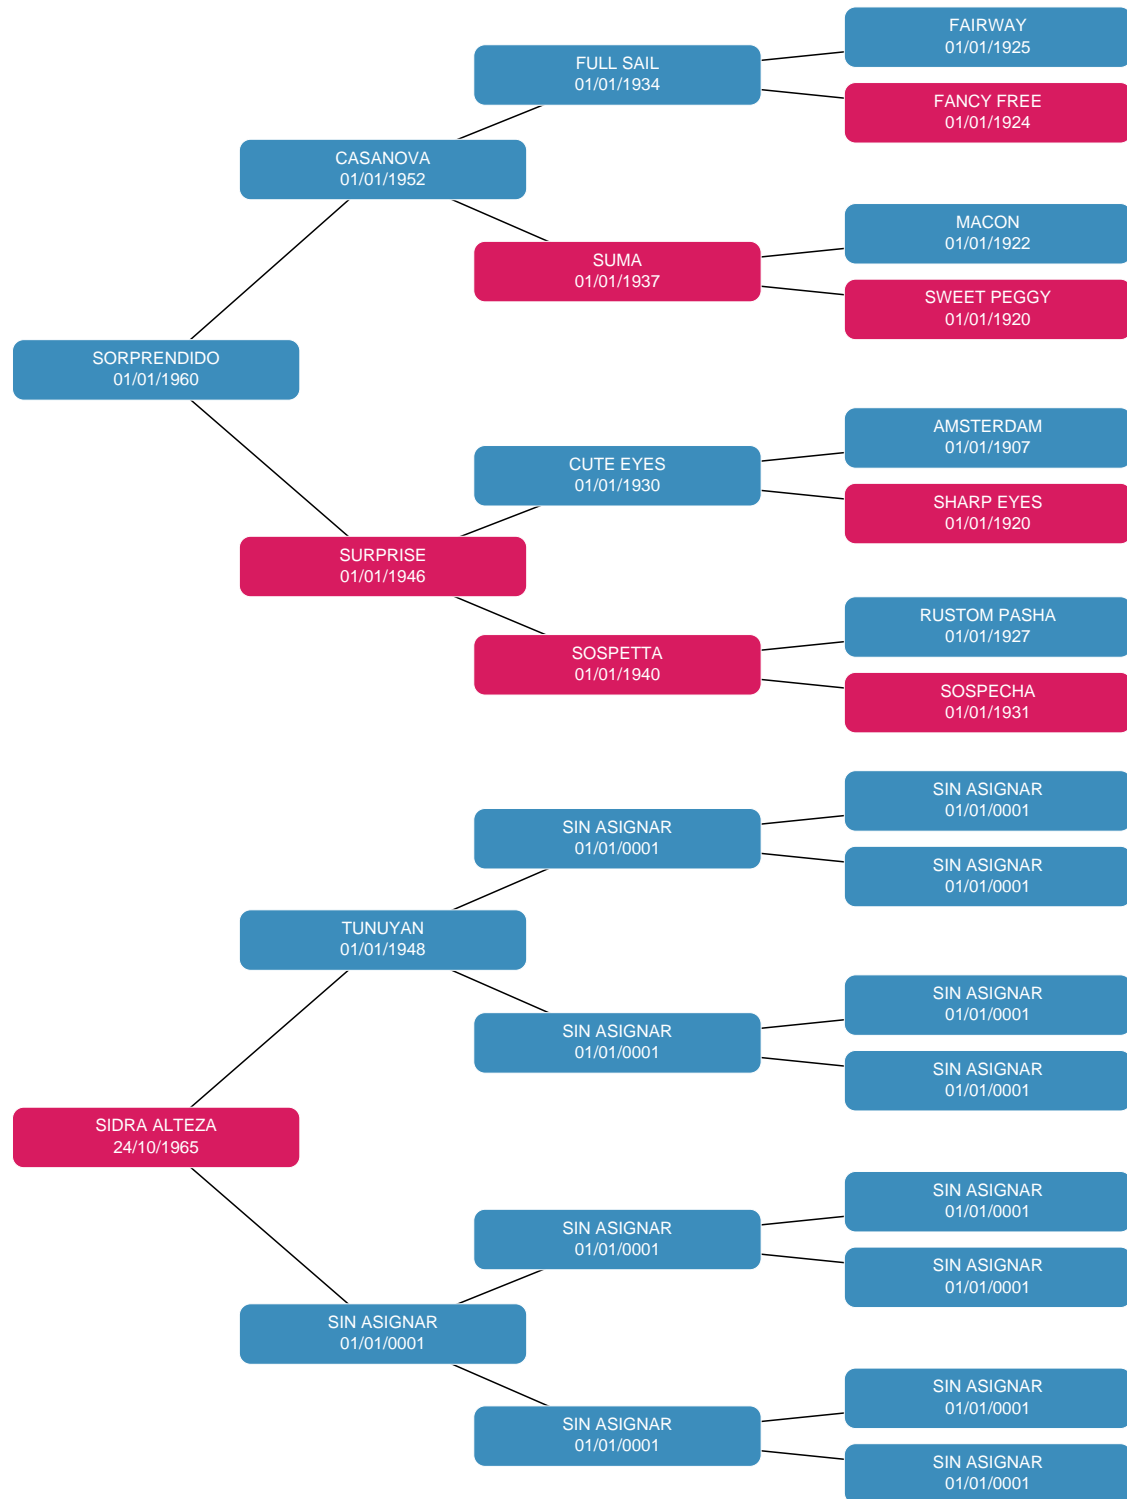 FAIRWAY
01/01/1925
FULL SAIL
01/01/1934
FANCY FREE
01/01/1924
CASANOVA
01/01/1952
MACON
01/01/1922
SUMA
01/01/1937
SWEET PEGGY
01/01/1920
SORPRENDIDO
01/01/1960
AMSTERDAM
01/01/1907
CUTE EYES
01/01/1930
SHARP EYES
01/01/1920
SURPRISE
01/01/1946
RUSTOM PASHA
01/01/1927
SOSPETTA
01/01/1940
SOSPECHA
01/01/1931
SIN ASIGNAR
01/01/0001
SIN ASIGNAR
01/01/0001
SIN ASIGNAR
01/01/0001
TUNUYAN
01/01/1948
SIN ASIGNAR
01/01/0001
SIN ASIGNAR
01/01/0001
SIN ASIGNAR
01/01/0001
SIDRA ALTEZA
24/10/1965
SIN ASIGNAR
01/01/0001
SIN ASIGNAR
01/01/0001
SIN ASIGNAR
01/01/0001
SIN ASIGNAR
01/01/0001
SIN ASIGNAR
01/01/0001
SIN ASIGNAR
01/01/0001
SIN ASIGNAR
01/01/0001